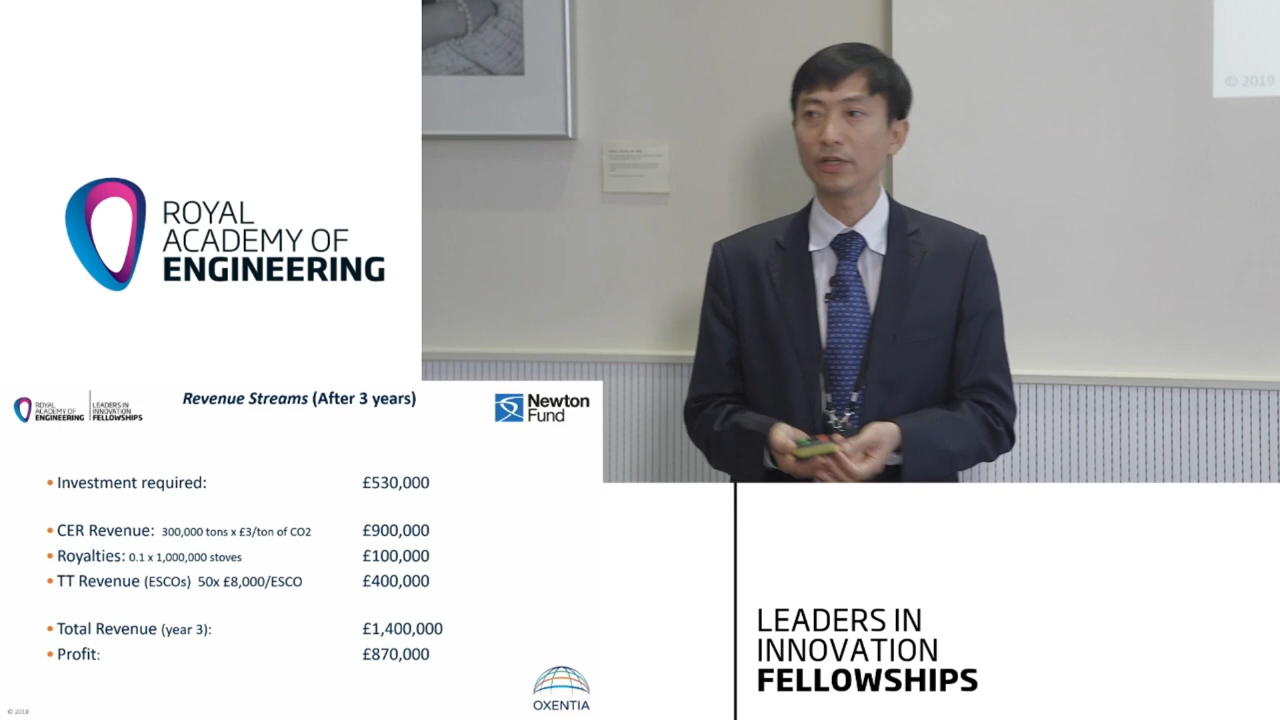 © 2019
ROYAL
ACADEMY OF
ENGINEERING
ROYAL
ACADEMY OF
ENGINEERING
LEADERS IN
INNOVATION
FELLOWSHIPS
Revenue Streams (After 3 years)
Newton
Fund
• Investment required: £530,000
• CER Revenue: 300,000 tons x £3/ton of CO2 £900,000
• Royalties: 0.1 x 1,000,000 stoves £100,000
• TT Revenue (ESCOs) 50x £8,000/ESCO £400,000
• Total Revenue (year 3): £1,400,000
• Profit: £870,000
OXENTIA
© 2019
LEADERS IN
INNOVATION
FELLOWSHIPS